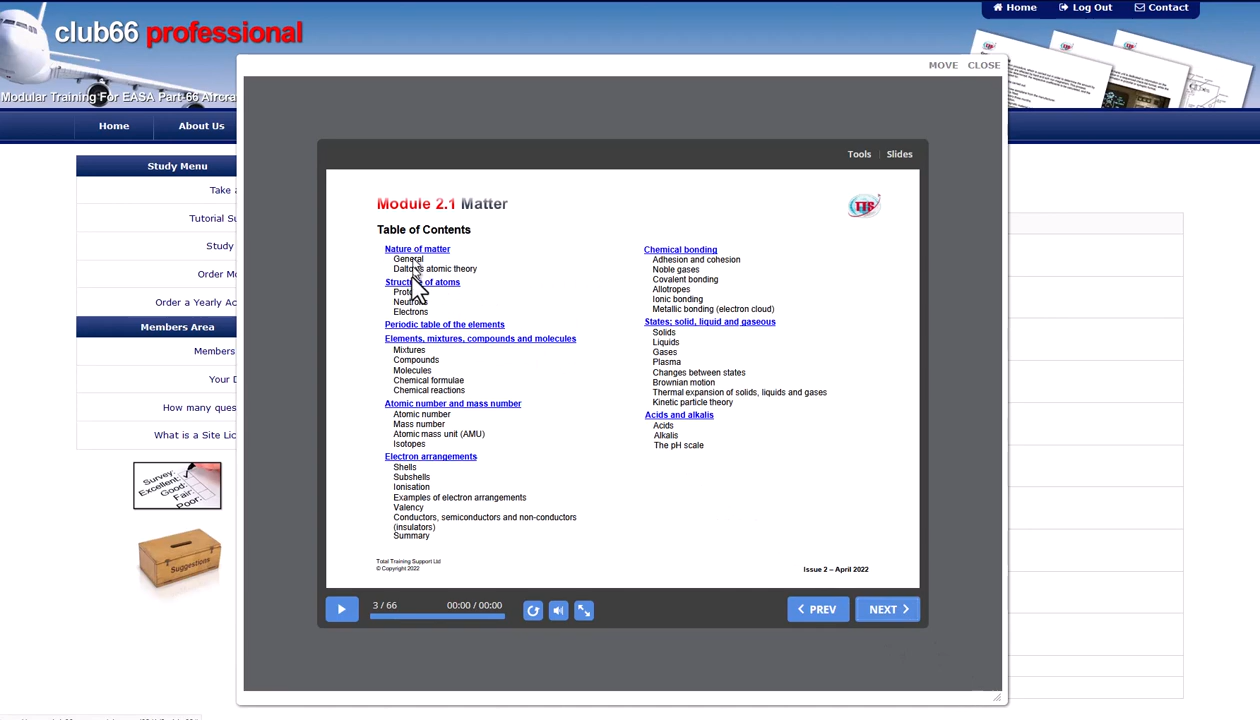 club66 professional
Home
Log Out
Contact
MOVE CLOSE
Modular Training For EASA Part-66 Aircra
Home
About Us
Study Menu
Take a
Tutorial Su
Study
Order Mo
Order a Yearly Ac
Members Area
Members
Your D
How many ques
What is a Site Lic
Survey:
Excellent:
Good:
Fair:
Poor:
Suggestions
Tools | Slides
Module 2.1 Matter
TTS
Table of Contents
Nature of matter
General
Dalton's atomic theory
Structure of atoms
Neutrons
Electrons
Periodic table of the elements
Elements, mixtures, compounds and molecules
Mixtures
Compounds
Molecules
Chemical formulae
Chemical reactions
Atomic number and mass number
Atomic number
Mass number
Atomic mass unit (AMU)
Isotopes
Electron arrangements
Shells
Subshells
Ionisation
Examples of electron arrangements
Valency
Conductors, semiconductors and non-conductors
(insulators)
Summary
Chemical bonding
Adhesion and cohesion
Noble gases
Covalent bonding
Allotropes
Ionic bonding
Metallic bonding (electron cloud)
States; solid, liquid and gaseous
Solids
Liquids
Gases
Plasma
Changes between states
Brownian motion
Thermal expansion of solids, liquids and gases
Kinetic particle theory
Acids and alkalis
Acids
Alkalis
The pH scale
Total Training Support Ltd
© Copyright 2022
Issue 2 – April 2022
3 / 66
00:00 / 00:00
PREV
NEXT